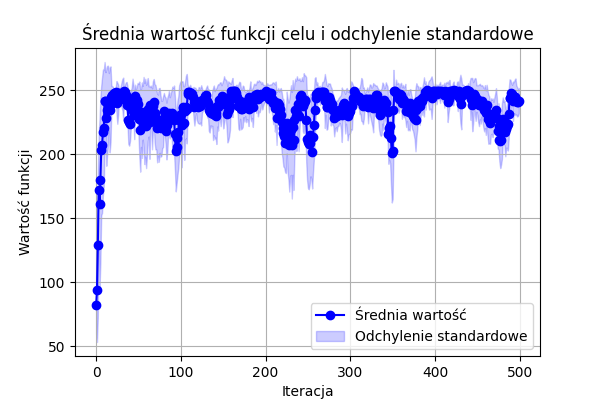 Średnia wartość funkcji celu i odchylenie standardowe
Wartość funkcji
250
200
150
100
50
0 100 200 300 400 500
Iteracja
Średnia wartość
Odchylenie standardowe